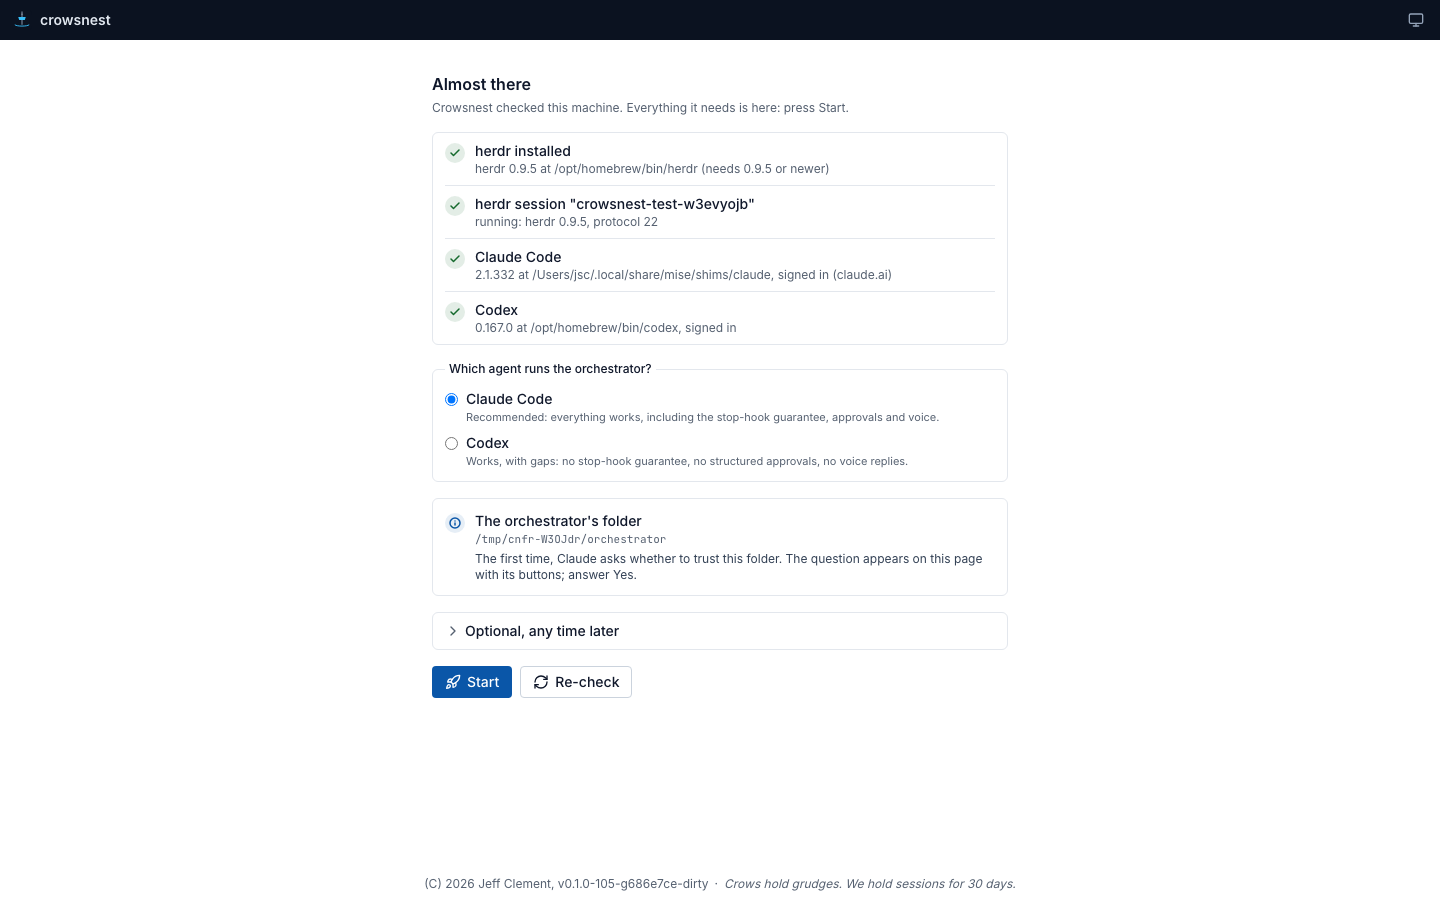 crowsnest
Almost there
Crowsnest checked this machine. Everything it needs is here: press Start.
herdr installed
herdr 0.9.5 at /opt/homebrew/bin/herdr (needs 0.9.5 or newer)
herdr session "crowsnest-test-w3evyojb"
running: herdr 0.9.5, protocol 22
Claude Code
2.1.332 at /Users/jsc/.local/share/mise/shims/claude, signed in (claude.ai)
Codex
0.167.0 at /opt/homebrew/bin/codex, signed in
Which agent runs the orchestrator?
Claude Code
Recommended: everything works, including the stop-hook guarantee, approvals and voice.
Codex
Works, with gaps: no stop-hook guarantee, no structured approvals, no voice replies.
The orchestrator's folder
/tmp/cnfr-W3OJdr/orchestrator
The first time, Claude asks whether to trust this folder. The question appears on this page
with its buttons; answer Yes.
Optional, any time later
Start
Re-check
(C) 2026 Jeff Clement, v0.1.0-105-g686e7ce-dirty · Crows hold grudges. We hold sessions for 30 days.